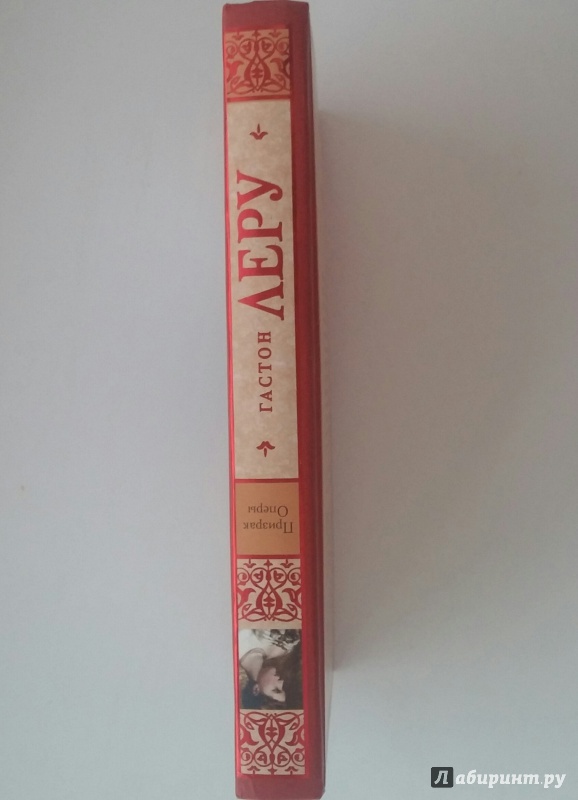 ГАСТОН ЛЕРУ
Призрак
Оперы
Лабиринт.ру